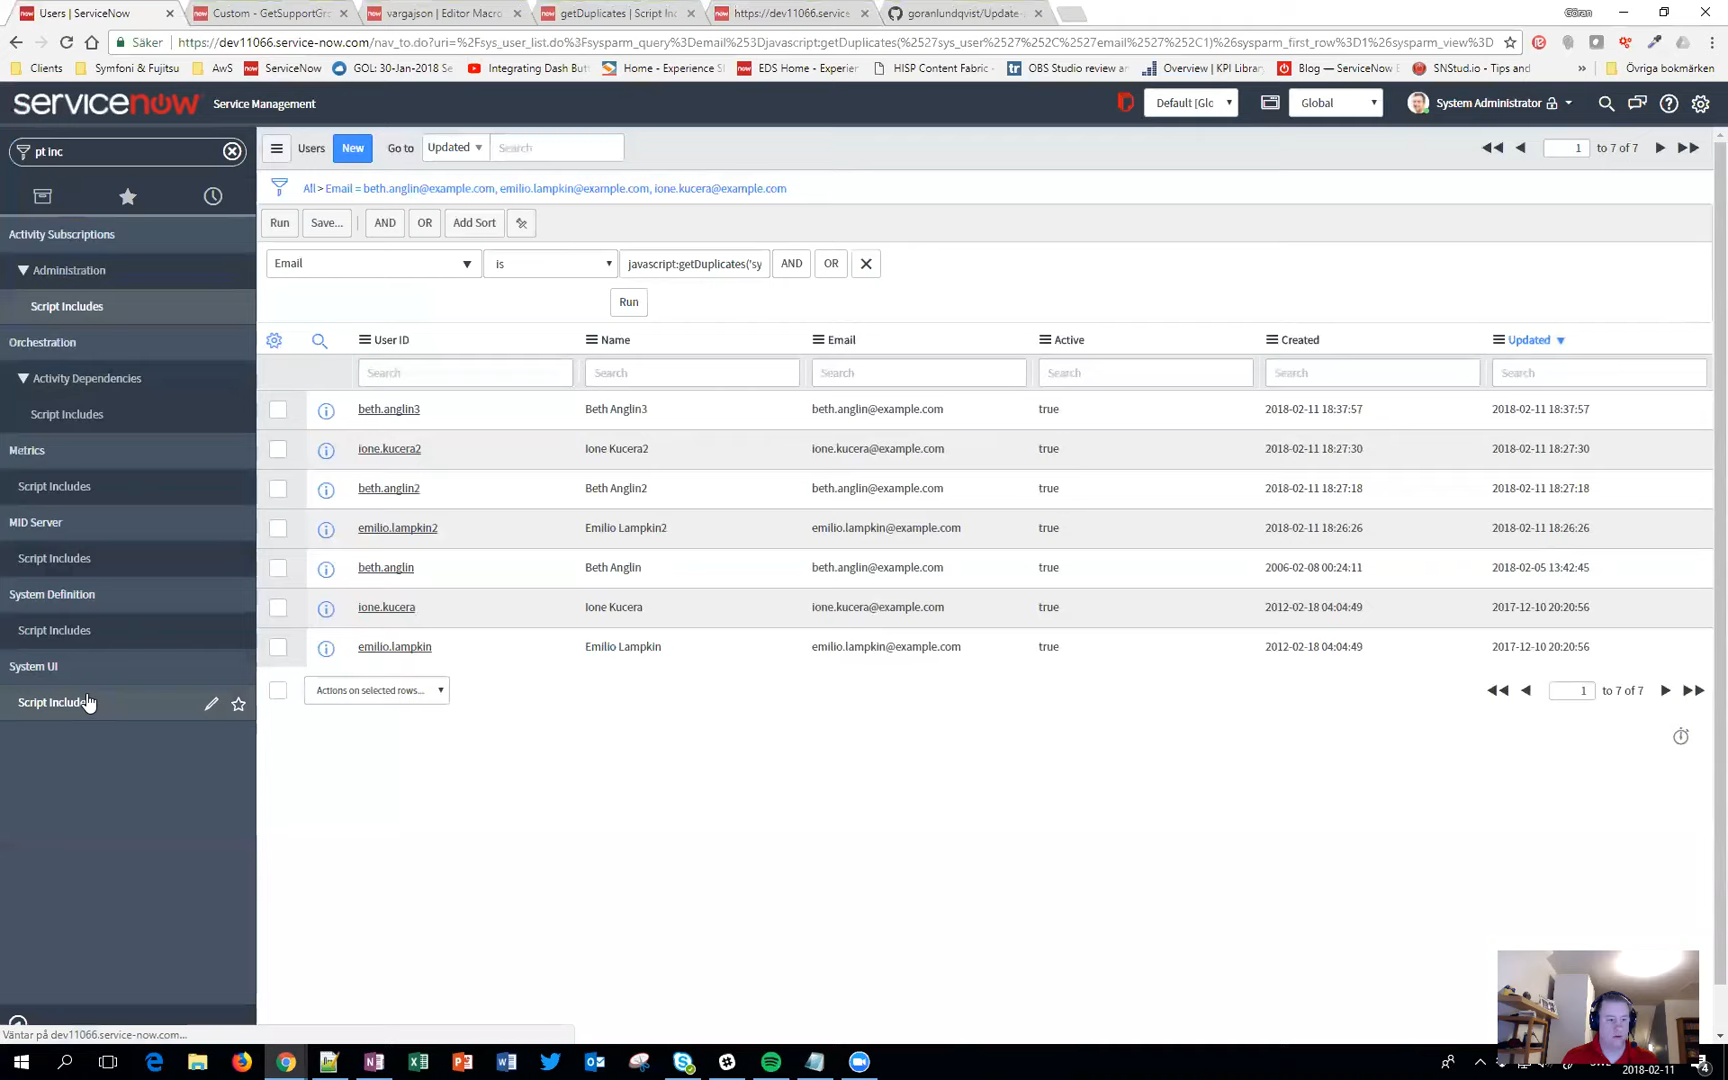 Users | ServiceNow
Custom - GetSupportGr
vargajson | Editor Macro
getDuplicates | Script Inc
https://dev11066.service
goranlundqvist/Update-
Göran
Säker
https://dev11066.service-now.com/nav_to.do?uri=%2Fsys_user_list.do%3Fsysparm_query%3Demail%253Djavascript:getDuplicates(%2527sys_user%2527%252C%2527email%2527%252C1)%26sysparm_first_row%3D1%26sysparm_view%3D
Clients
Symfoni & Fujitsu
AwS
ServiceNow
GOL: 30-Jan-2018 Se
Integrating Dash Butt
Home - Experience S
EDS Home - Experier
HISP Content Fabric -
OBS Studio review a
Overview | KPI Librar
Blog — ServiceNow E
SNStud.io - Tips and
»
Övriga bokmärken
servicenow
Service Management
Default [Glc
Global
System Administrator
pt inc
Activity Subscriptions
Administration
Script Includes
Orchestration
Activity Dependencies
Script Includes
Metrics
Script Includes
MID Server
Script Includes
System Definition
Script Includes
System UI
Script Include
Users
New
Go to
Updated
Search
1
to 7 of 7
All > Email = beth.anglin@example.com, emilio.lampkin@example.com, ione.kucera@example.com
Run
Save...
AND
OR
Add Sort
Email
is
javascript:getDuplicates('sy
AND
OR
Run
User ID
Name
Email
Active
Created
Updated
Search
Search
Search
Search
Search
Search
beth.anglin3
Beth Anglin3
beth.anglin@example.com
true
2018-02-11 18:37:57
2018-02-11 18:37:57
ione.kucera2
Ione Kucera2
ione.kucera@example.com
true
2018-02-11 18:27:30
2018-02-11 18:27:30
beth.anglin2
Beth Anglin2
beth.anglin@example.com
true
2018-02-11 18:27:18
2018-02-11 18:27:18
emilio.lampkin2
Emilio Lampkin2
emilio.lampkin@example.com
true
2018-02-11 18:26:26
2018-02-11 18:26:26
beth.anglin
Beth Anglin
beth.anglin@example.com
true
2006-02-08 00:24:11
2018-02-05 13:42:45
ione.kucera
Ione Kucera
ione.kucera@example.com
true
2012-02-18 04:04:49
2017-12-10 20:20:56
emilio.lampkin
Emilio Lampkin
emilio.lampkin@example.com
true
2012-02-18 04:04:49
2017-12-10 20:20:56
Actions on selected rows...
1
to 7 of 7
Väntar på dev11066.service-now.com...
2018-02-11
4